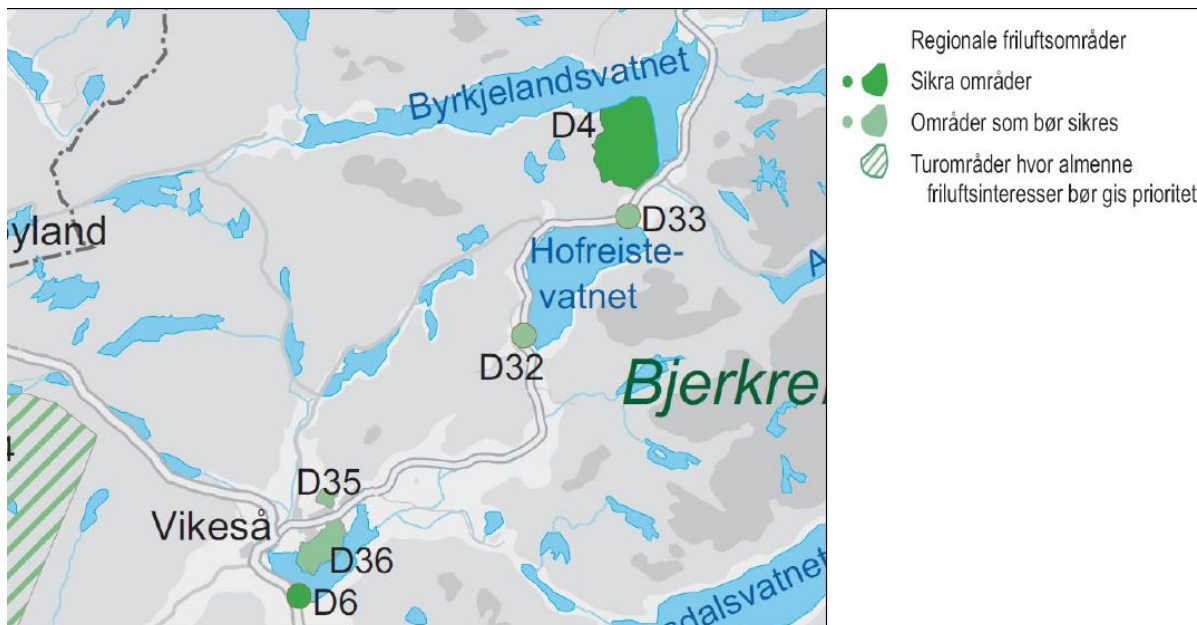 Byrkjelandsvatnet
D4
D33
yland
Hofreiste-
vatnet
D32
Bjerkrei
D35
Vikeså
D36
D6
dalsvatnet
Regionale friluftsområder
Sikra områder
Områder som bør sikres
Turområder hvor almenne
friluftsinteresser bør gis prioritet